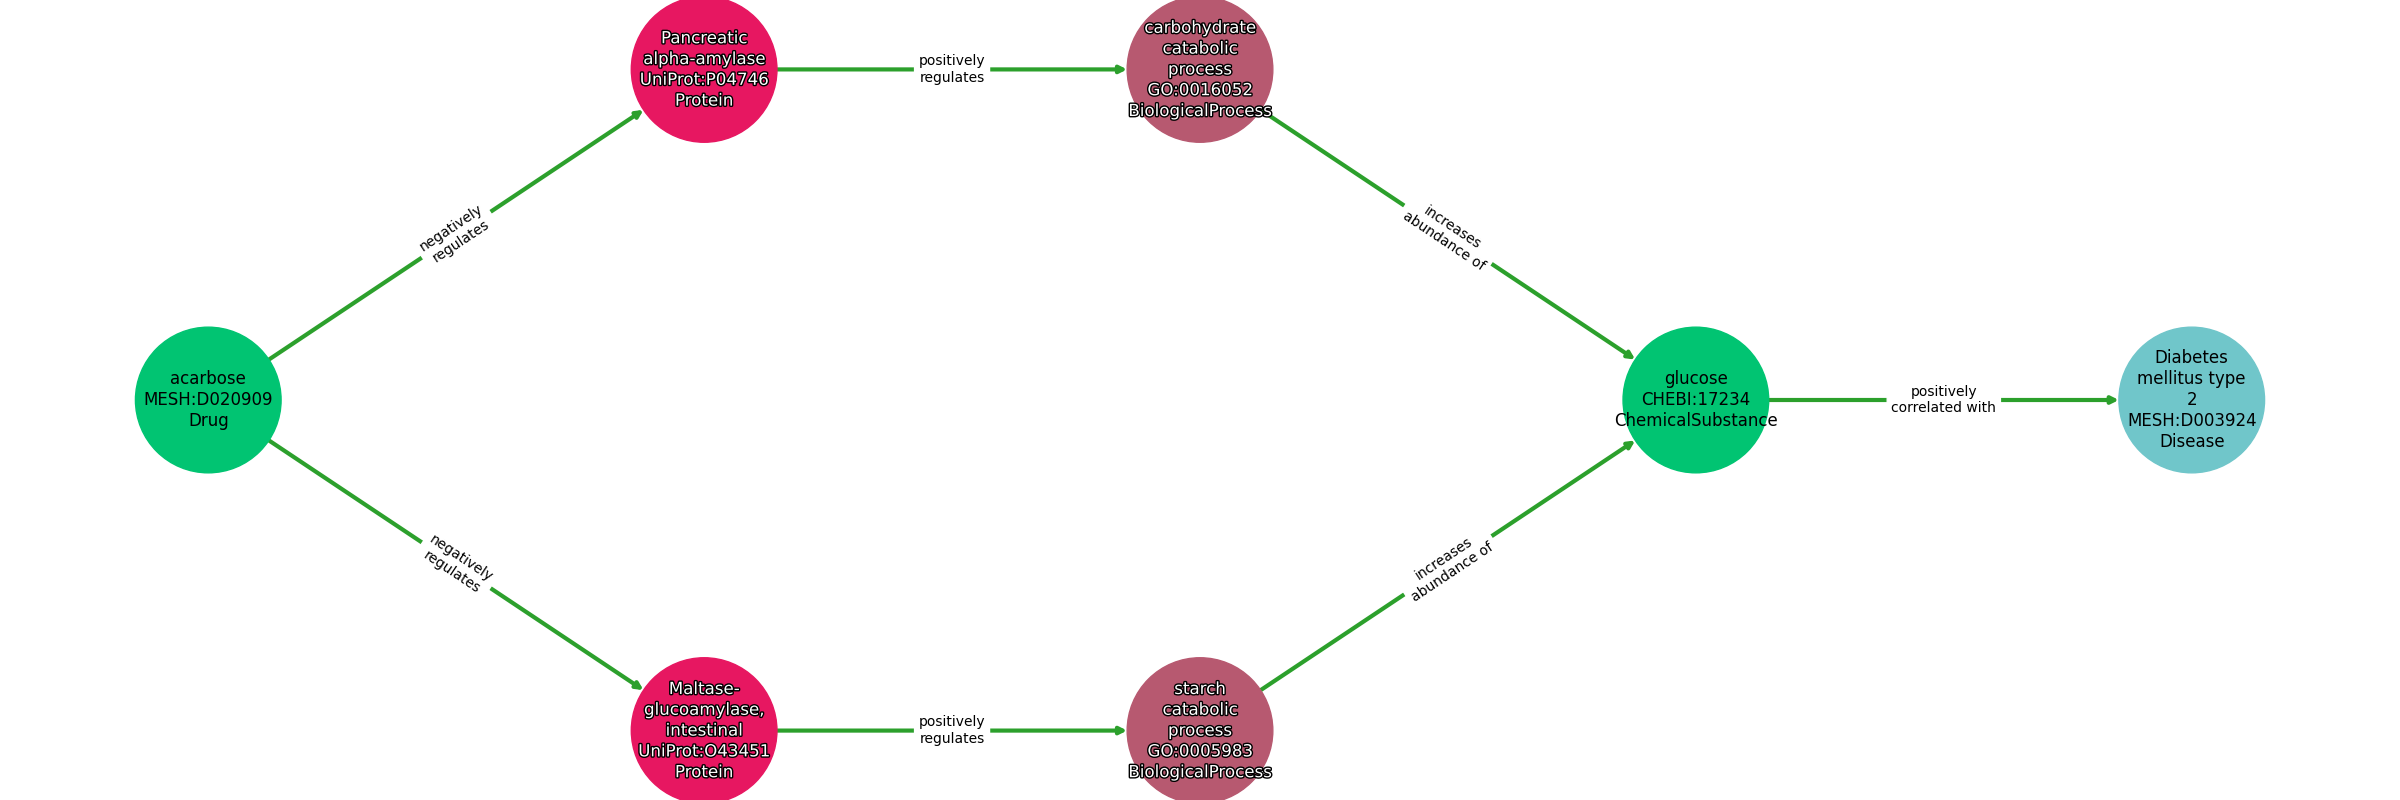 Pancreatic
alpha-amylase
UniProt:P04746
Protein
positively
regulates
carbohydrate
catabolic
process
GO:0016052
BiologicalProcess
negatively
regulates
increases
abundance of
acarbose
MESH:D020909
Drug
glucose
CHEBI:17234
ChemicalSubstance
positively
correlated with
Diabetes
mellitus type
2
MESH:D003924
Disease
negatively
regulates
increases
abundance of
Maltase-
glucoamylase,
intestinal
UniProt:O43451
Protein
positively
regulates
starch
catabolic
process
GO:0005983
BiologicalProcess